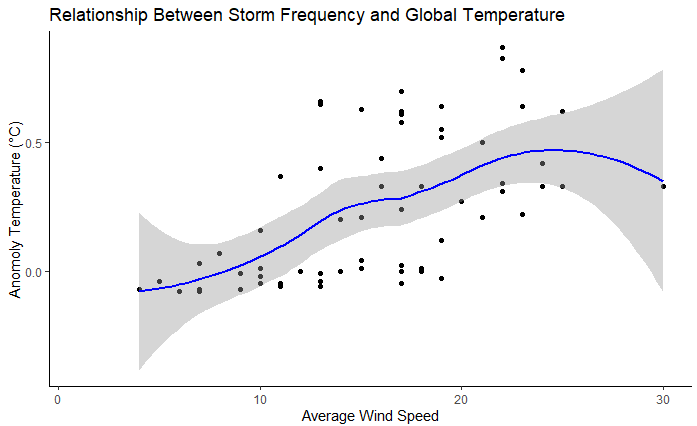 Relationship Between Storm Frequency and Global Temperature
Anomoly Temperature (°C)
0.5
0.0
0
10
20
30
Average Wind Speed